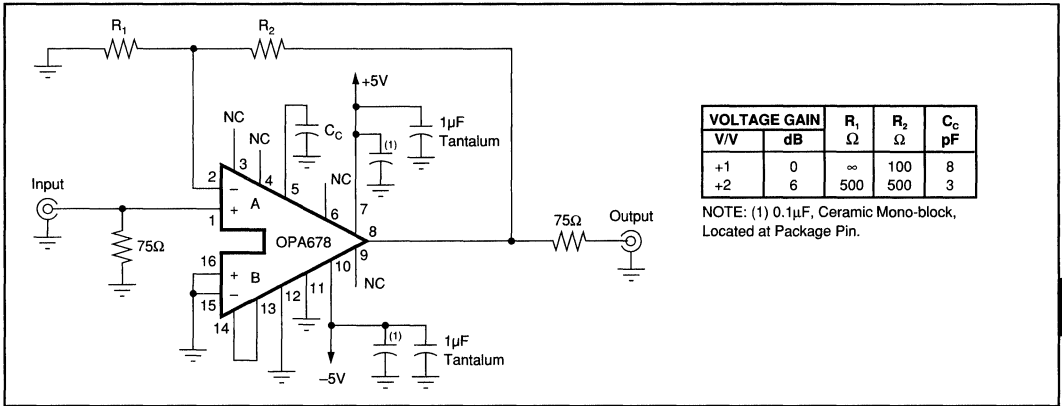 R₁
R₂
+5V
NC
NC
C_C
(1)
1µF
Tantalum
3
4
5
2
−
A
NC
6
7
Input
+
1
8
Output
75Ω
75Ω
OPA678
9
10
NC
16
+
B
11
12
15
−
13
14
(1)
1µF
Tantalum
−5V
VOLTAGE GAIN R₁ R₂ C_C
V/V dB Ω Ω pF
+1 0 ∞ 100 8
+2 6 500 500 3
NOTE: (1) 0.1µF, Ceramic Mono-block,
Located at Package Pin.